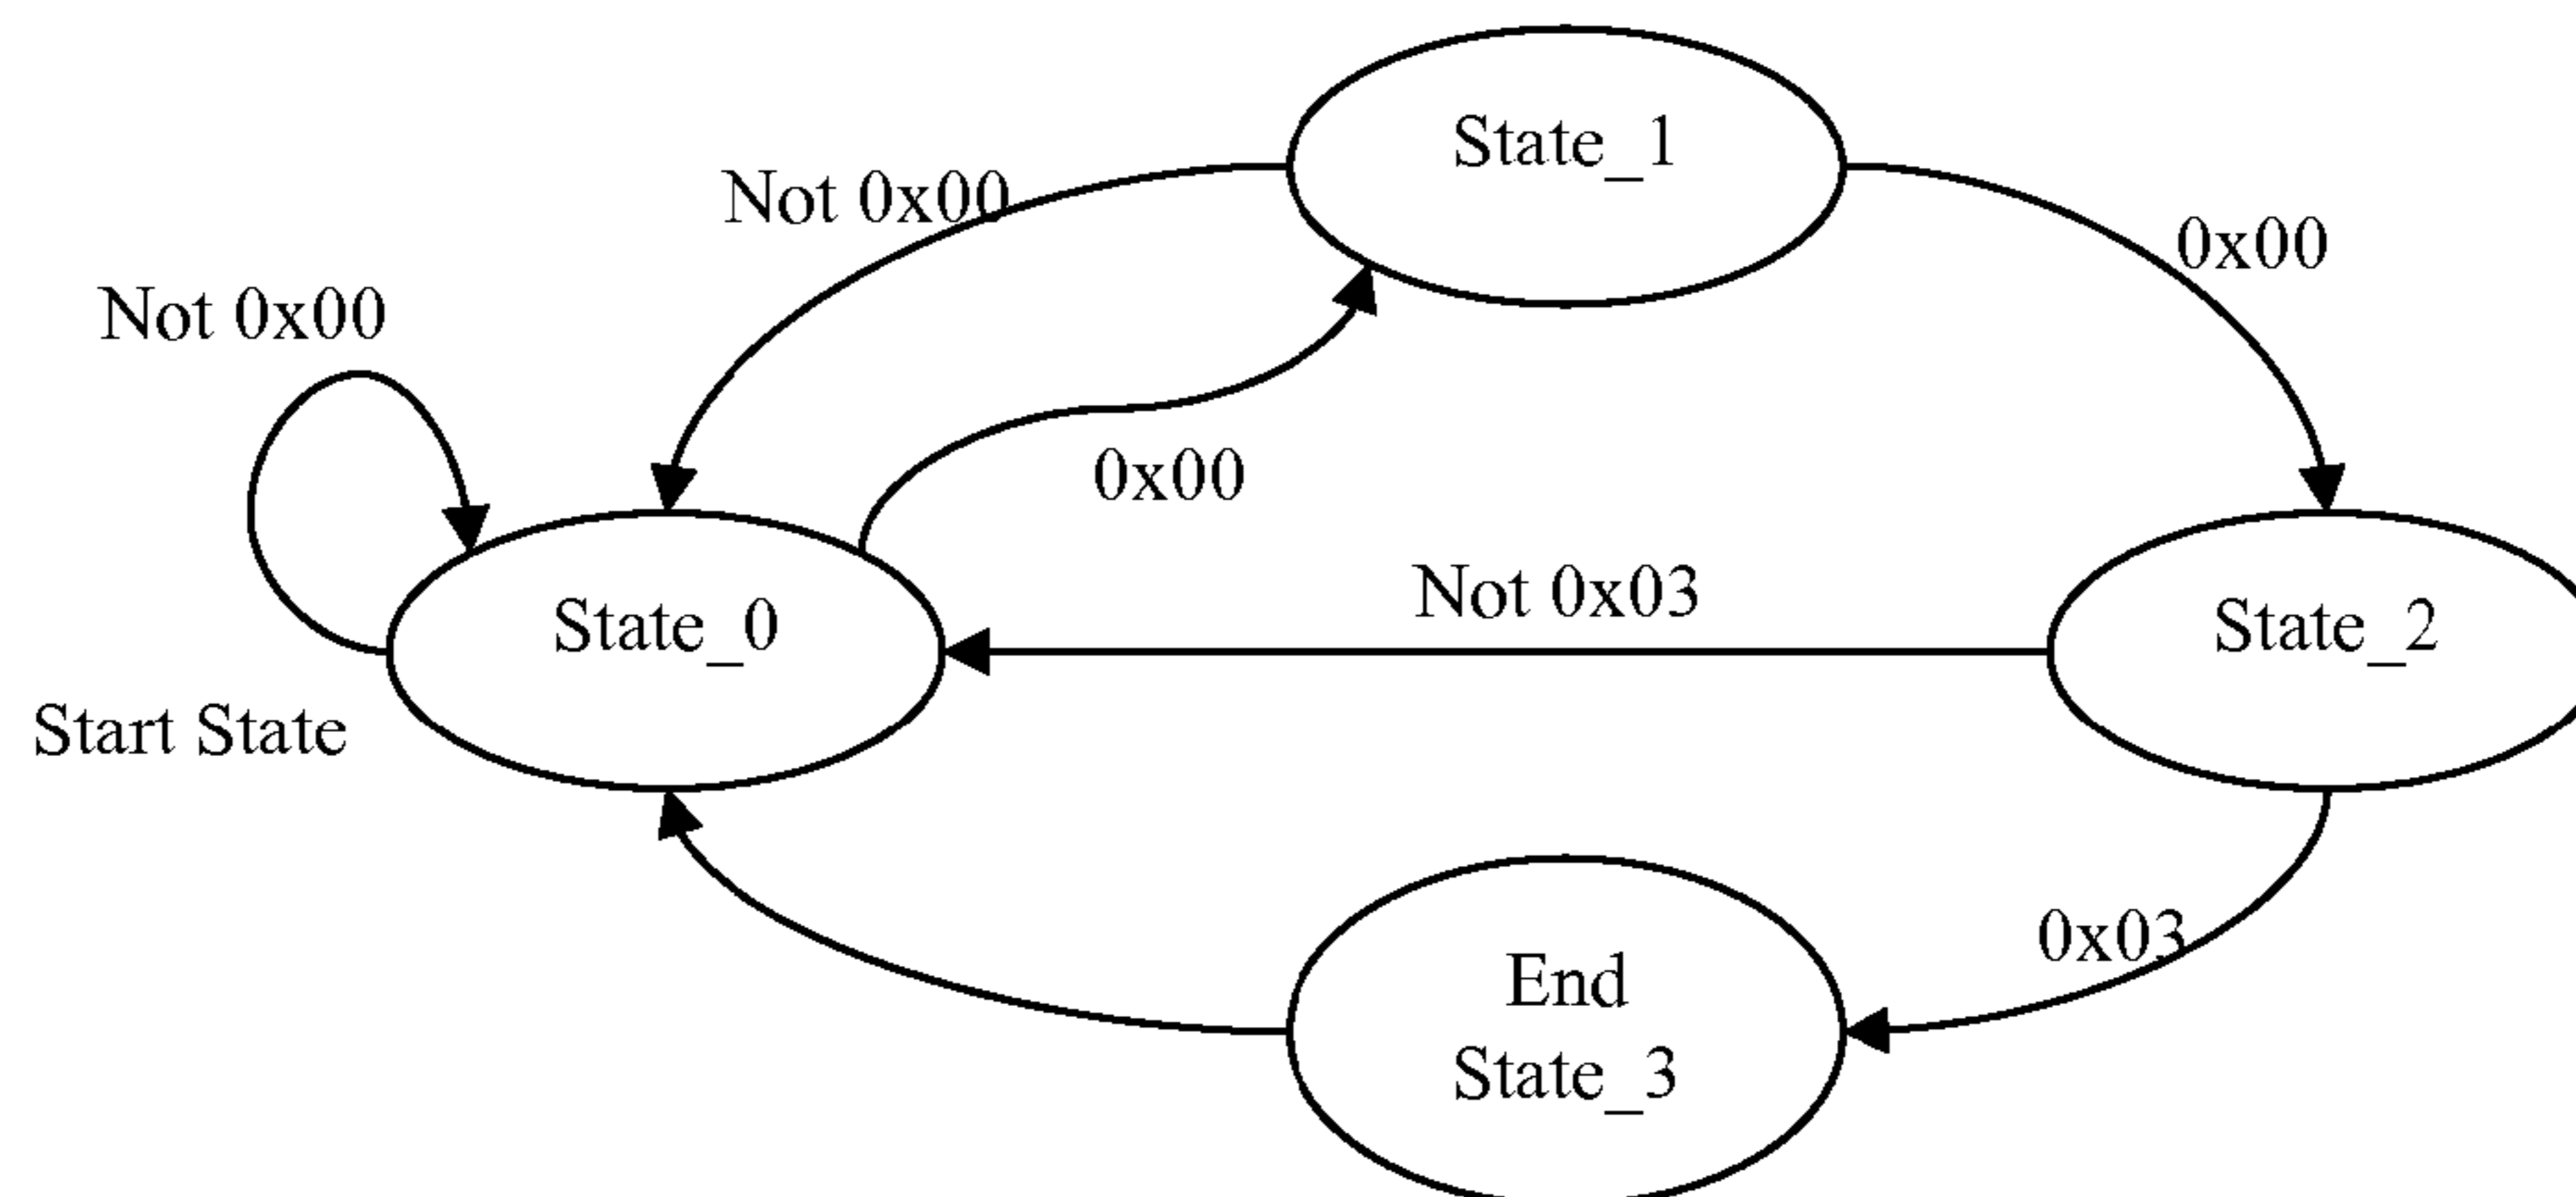 State_1
Not 0x00
0x00
Not 0x00
0x00
Not 0x03
State_0
State_2
Start State
0x03
End
State_3